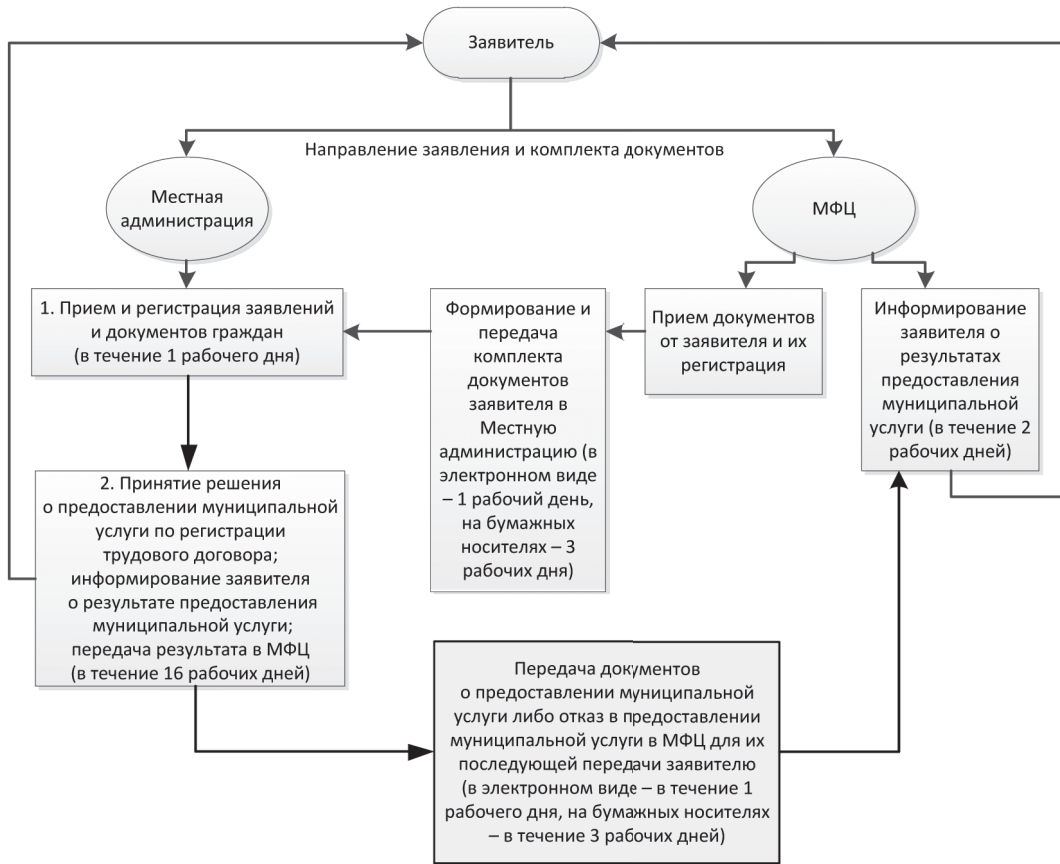 Заявитель
Направление заявления и комплекта документов
Местная
администрация
МФЦ
1. Прием и регистрация заявлений
и документов граждан
(в течение 1 рабочего дня)
Формирование и
передача
комплекта
документов
заявителя в
Местную
администрацию (в
электронном виде
– 1 рабочий день,
на бумажных
носителях – 3
рабочих дня)
Прием документов
от заявителя и их
регистрация
Информирование
заявителя о
результатах
предоставления
муниципальной
услуги (в течение 2
рабочих дней)
2. Принятие решения
о предоставлении муниципальной
услуги по регистрации
трудового договора;
информирование заявителя
о результате предоставления
муниципальной услуги;
передача результата в МФЦ
(в течение 16 рабочих дней)
Передача документов
о предоставлении муниципальной
услуги либо отказ в предоставлении
муниципальной услуги в МФЦ для их
последующей передачи заявителю
(в электронном виде – в течение 1
рабочего дня, на бумажных носителях
– в течение 3 рабочих дней)